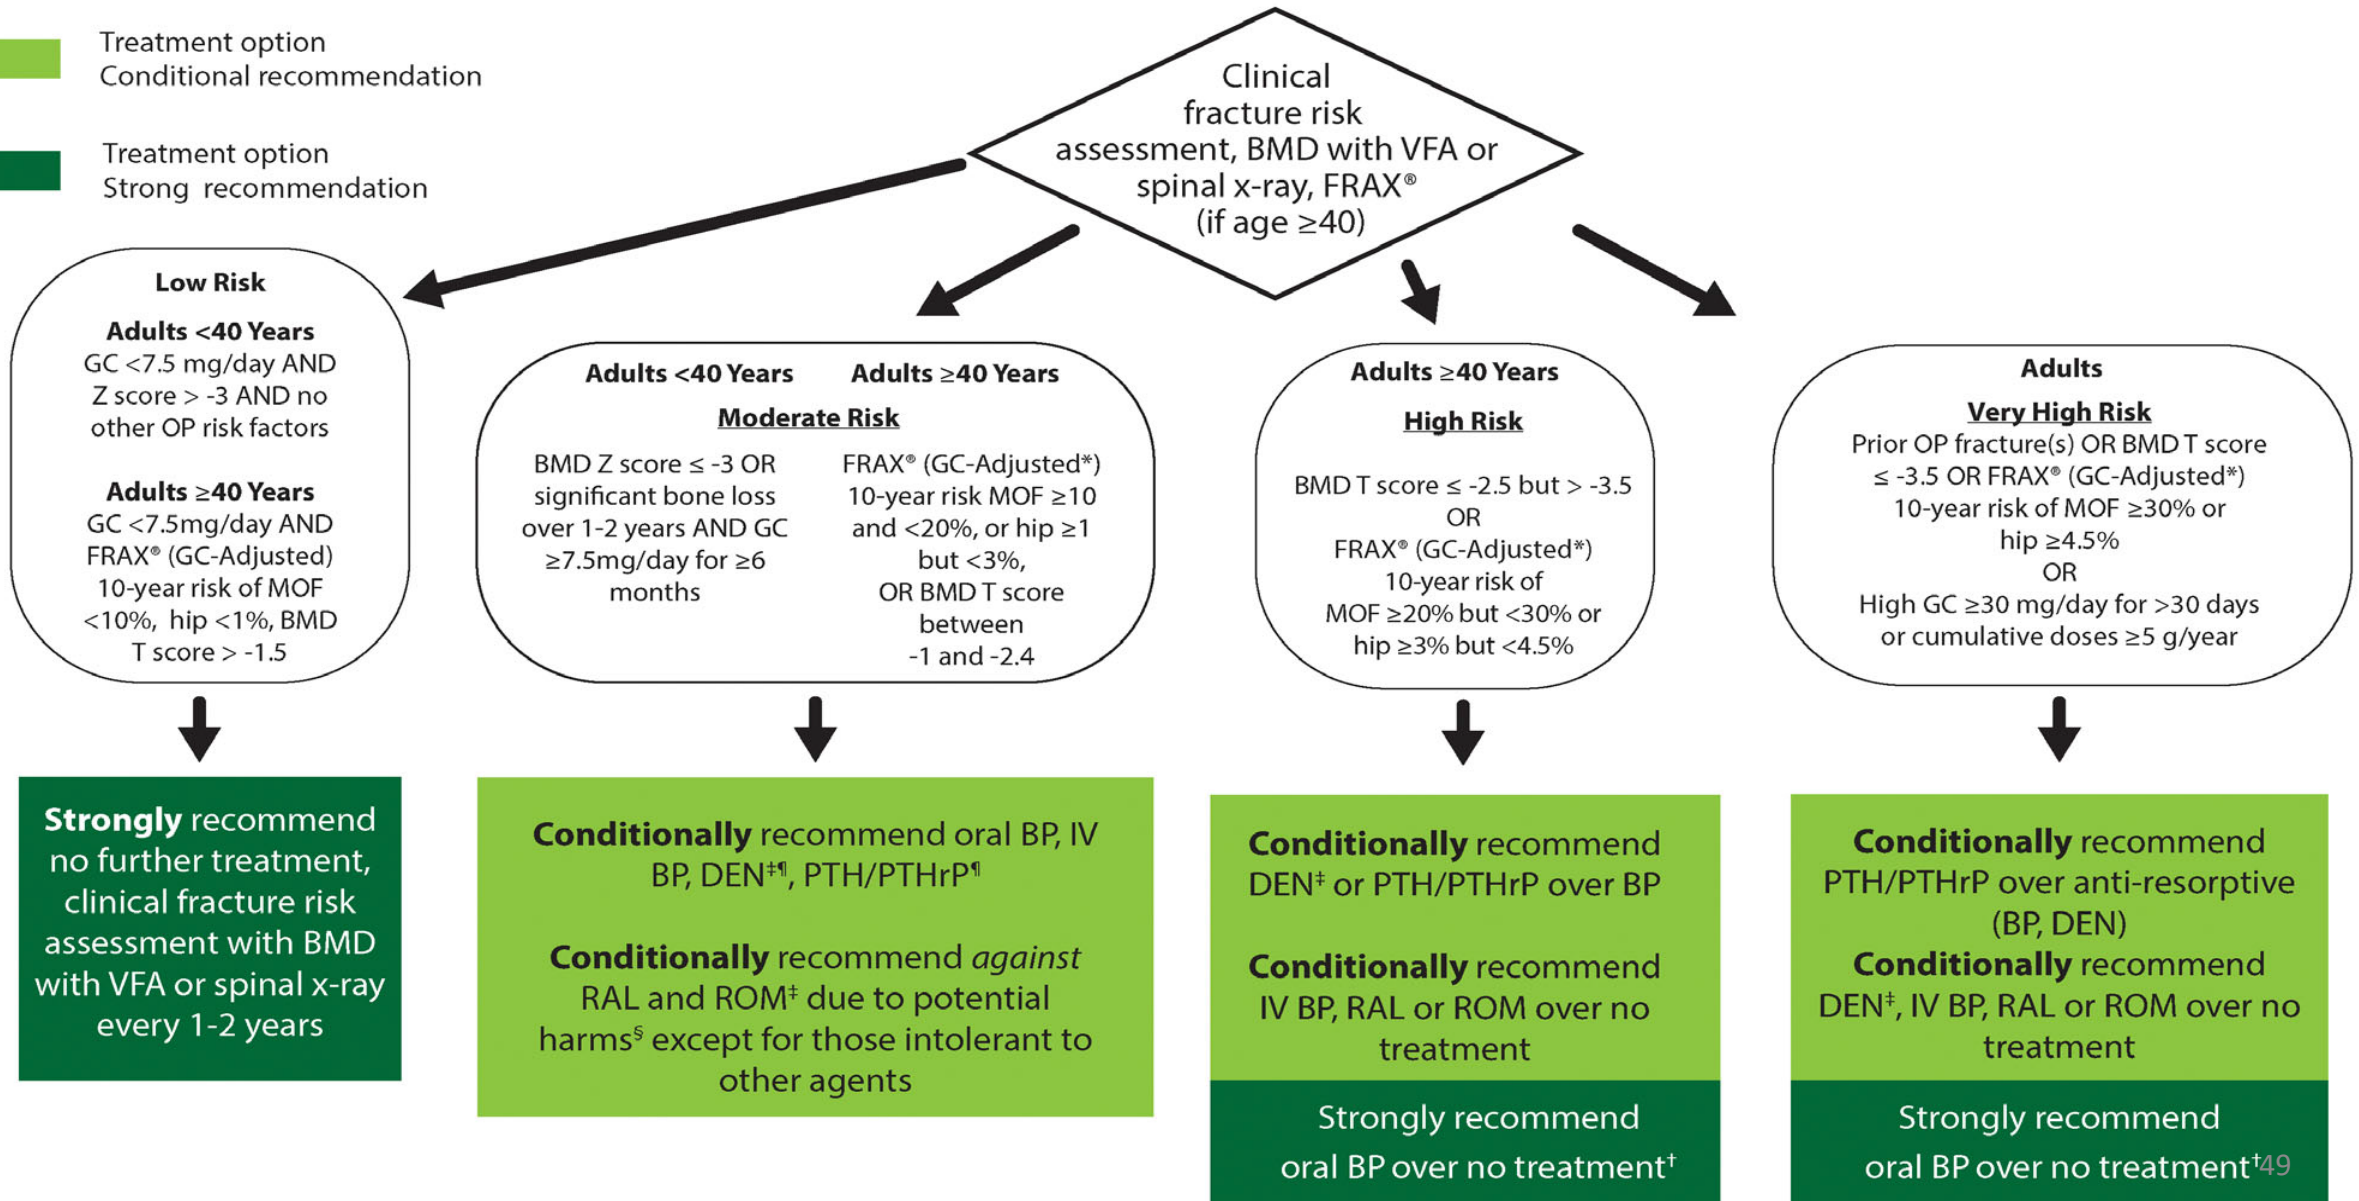 Treatment option
Conditional recommendation
Treatment option
Strong recommendation
Clinical
fracture risk
assessment, BMD with VFA or
spinal x-ray, FRAX®
(if age ≥40)
Low Risk
Adults <40 Years
GC <7.5 mg/day AND
Z score > -3 AND no
other OP risk factors
Adults ≥40 Years
GC <7.5mg/day AND
FRAX® (GC-Adjusted)
10-year risk of MOF
<10%, hip <1%, BMD
T score > -1.5
Adults <40 Years Adults ≥40 Years
Moderate Risk
BMD Z score ≤ -3 OR
significant bone loss
over 1-2 years AND GC
≥7.5mg/day for ≥6
months
FRAX® (GC-Adjusted*)
10-year risk MOF ≥10
and <20%, or hip ≥1
but <3%,
OR BMD T score
between
-1 and -2.4
Adults ≥40 Years
High Risk
BMD T score ≤ -2.5 but > -3.5
OR
FRAX® (GC-Adjusted*)
10-year risk of
MOF ≥20% but <30% or
hip ≥3% but <4.5%
Adults
Very High Risk
Prior OP fracture(s) OR BMD T score
≤ -3.5 OR FRAX® (GC-Adjusted*)
10-year risk of MOF ≥30% or
hip ≥4.5%
OR
High GC ≥30 mg/day for >30 days
or cumulative doses ≥5 g/year
Strongly recommend
no further treatment,
clinical fracture risk
assessment with BMD
with VFA or spinal x-ray
every 1-2 years
Conditionally recommend oral BP, IV
BP, DEN‡¶, PTH/PTHrP¶
Conditionally recommend against
RAL and ROM‡ due to potential
harms§ except for those intolerant to
other agents
Conditionally recommend
DEN‡ or PTH/PTHrP over BP
Conditionally recommend
IV BP, RAL or ROM over no
treatment
Strongly recommend
oral BP over no treatment†
Conditionally recommend
PTH/PTHrP over anti-resorptive
(BP, DEN)
Conditionally recommend
DEN‡, IV BP, RAL or ROM over no
treatment
Strongly recommend
oral BP over no treatment†
49